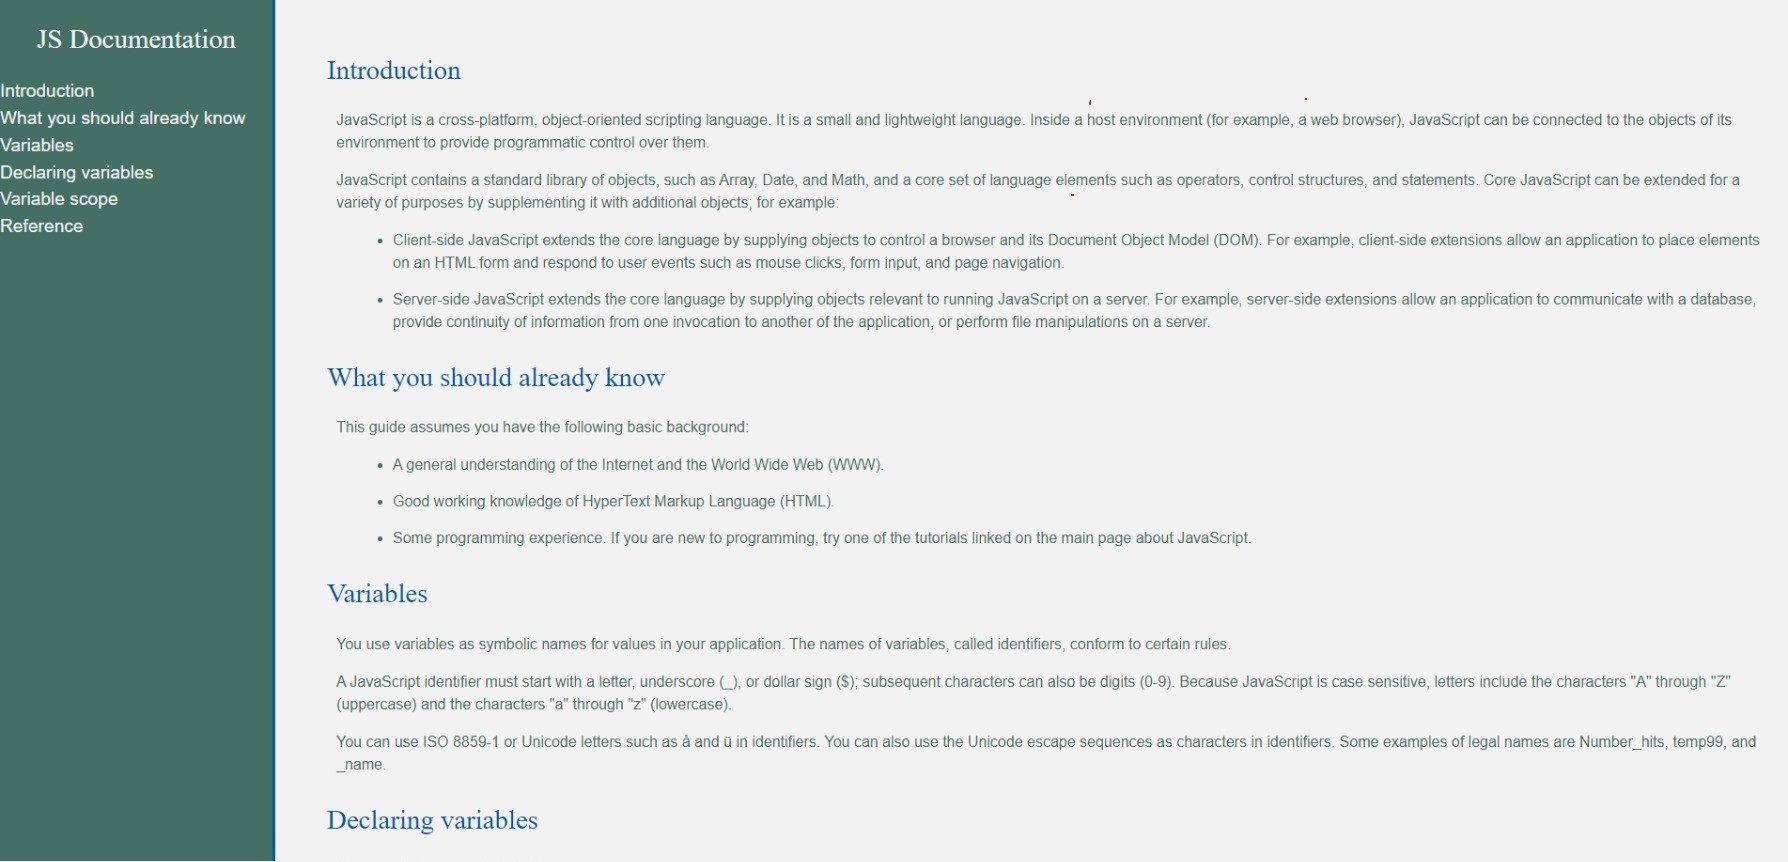 JS Documentation
Introduction
What you should already know
Variables
Declaring variables
Variable scope
Reference
Introduction
JavaScript is a cross-platform, object-oriented scripting language. It is a small and lightweight language. Inside a host environment (for example, a web browser), JavaScript can be connected to the objects of its
environment to provide programmatic control over them.
JavaScript contains a standard library of objects, such as Array, Date, and Math, and a core set of language elements such as operators, control structures, and statements. Core JavaScript can be extended for a
variety of purposes by supplementing it with additional objects; for example:
• Client-side JavaScript extends the core language by supplying objects to control a browser and its Document Object Model (DOM). For example, client-side extensions allow an application to place elements
on an HTML form and respond to user events such as mouse clicks, form input, and page navigation.
• Server-side JavaScript extends the core language by supplying objects relevant to running JavaScript on a server. For example, server-side extensions allow an application to communicate with a database,
provide continuity of information from one invocation to another of the application, or perform file manipulations on a server.
What you should already know
This guide assumes you have the following basic background:
• A general understanding of the Internet and the World Wide Web (WWW).
• Good working knowledge of HyperText Markup Language (HTML).
• Some programming experience. If you are new to programming, try one of the tutorials linked on the main page about JavaScript.
Variables
You use variables as symbolic names for values in your application. The names of variables, called identifiers, conform to certain rules.
A JavaScript identifier must start with a letter, underscore (_), or dollar sign ($); subsequent characters can also be digits (0-9). Because JavaScript is case sensitive, letters include the characters "A" through "Z"
(uppercase) and the characters "a" through "z" (lowercase).
You can use ISO 8859-1 or Unicode letters such as å and ü in identifiers. You can also use the Unicode escape sequences as characters in identifiers. Some examples of legal names are Number_hits, temp99, and
_name.
Declaring variables